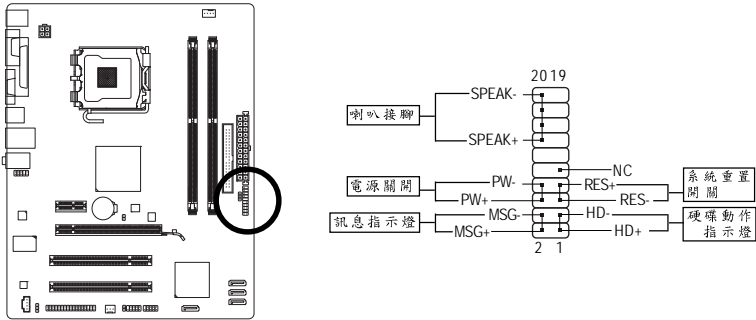 20 19
SPEAK-
喇叭接腳
SPEAK+
NC
電源關開
PW-
RES+
系統重置
開關
PW+
RES-
訊息指示燈
MSG-
HD-
硬碟動作
指示燈
MSG+
HD+
2 1